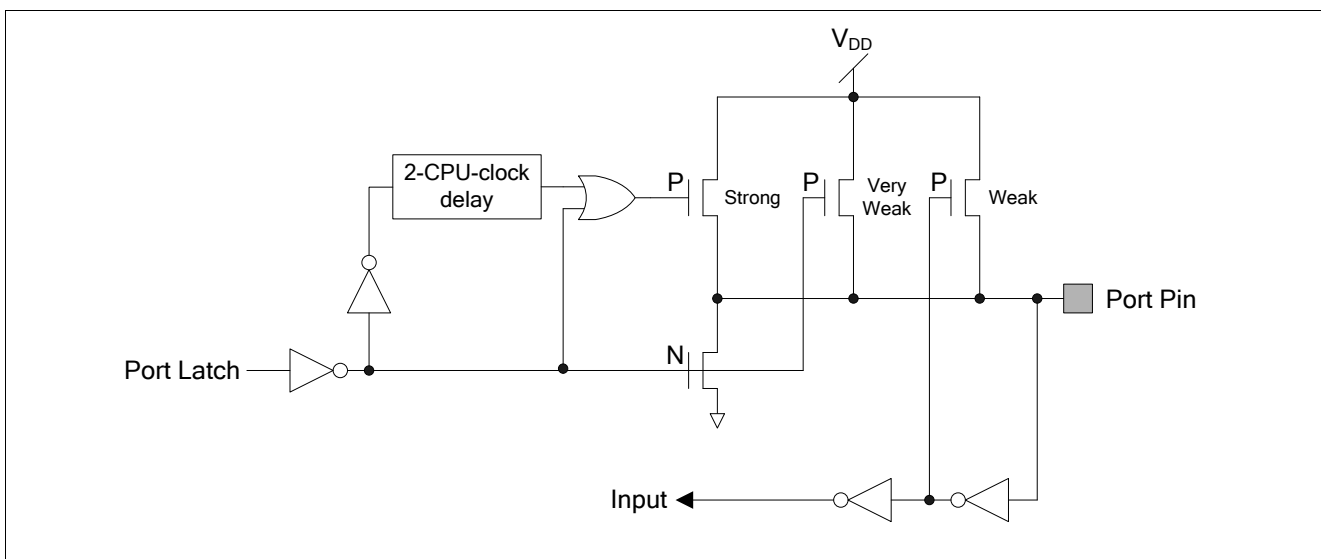 VDD
2-CPU-clock
delay
P
Strong
P
Very
Weak
P
Weak
Port Pin
N
Port Latch
Input